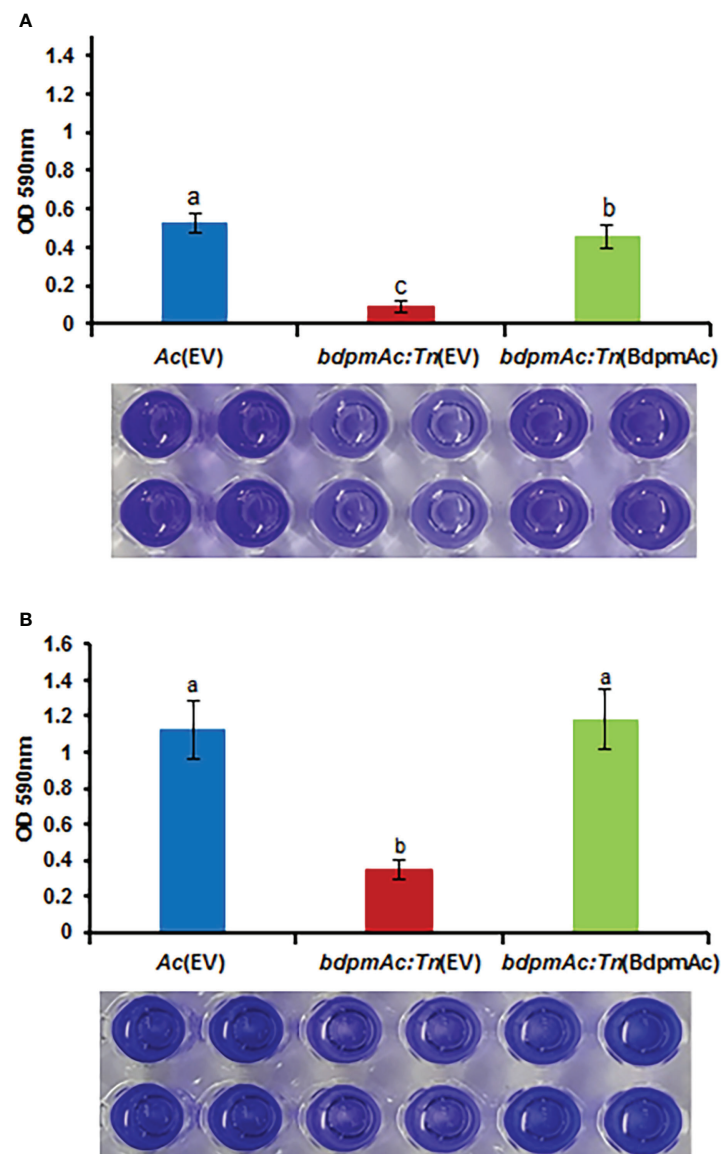 A
1.4
1.2
1
0.8
0.6
0.4
0.2
0
OD 590nm
a
c
b
Ac(EV) bdpmAc:Tn(EV) bdpmAc:Tn(BdpmAc)
B
1.6
1.4
1.2
1
0.8
0.6
0.4
0.2
0
OD 590nm
a
b
a
Ac(EV) bdpmAc:Tn(EV) bdpmAc:Tn(BdpmAc)